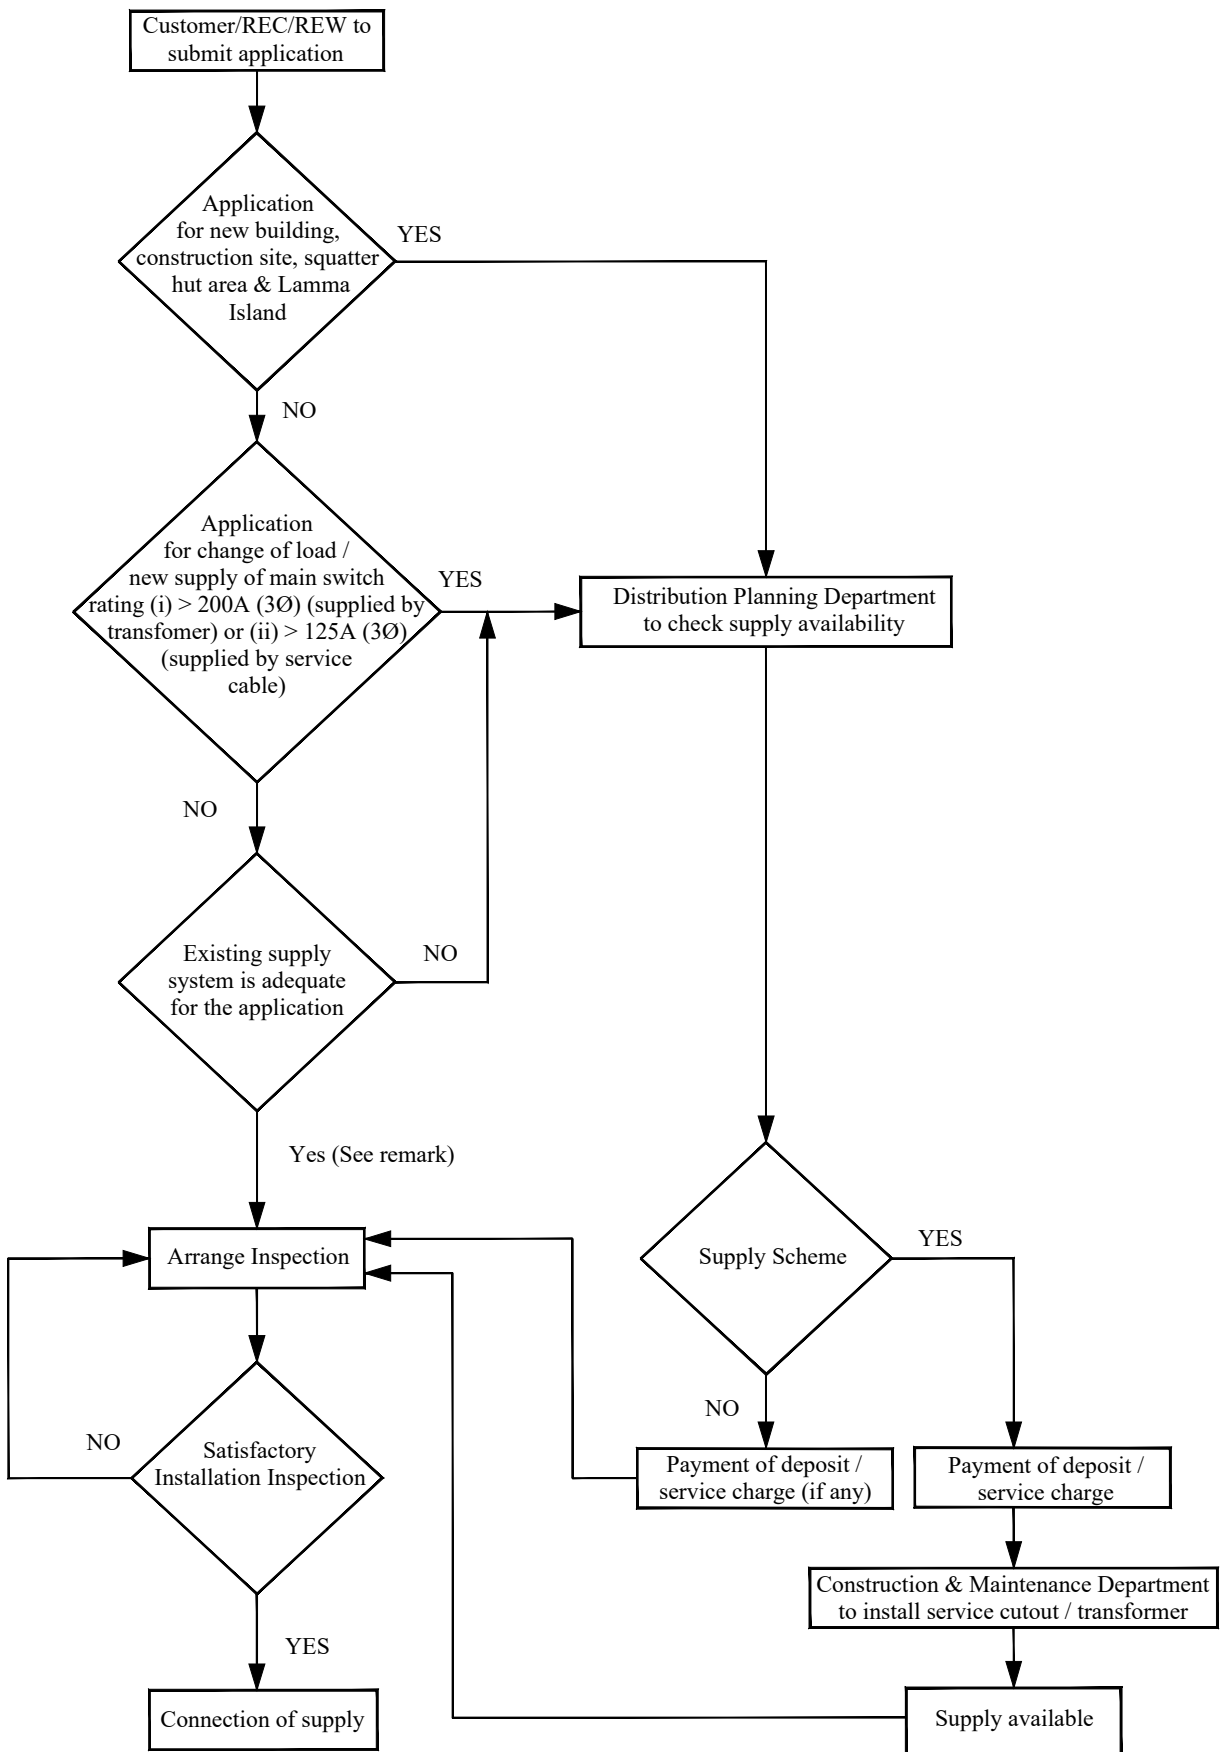 Customer/REC/REW to
submit application
Application
for new building,
construction site, squatter
hut area & Lamma
Island
YES
NO
Application
for change of load /
new supply of main switch
rating (i) > 200A (3Ø) (supplied by
transfomer) or (ii) > 125A (3Ø)
(supplied by service
cable)
YES
Distribution Planning Department
to check supply availability
NO
Existing supply
system is adequate
for the application
NO
Yes (See remark)
Arrange Inspection
Supply Scheme
YES
NO
Satisfactory
Installation Inspection
NO
Payment of deposit /
service charge (if any)
Payment of deposit /
service charge
Construction & Maintenance Department
to install service cutout / transformer
YES
Connection of supply
Supply available